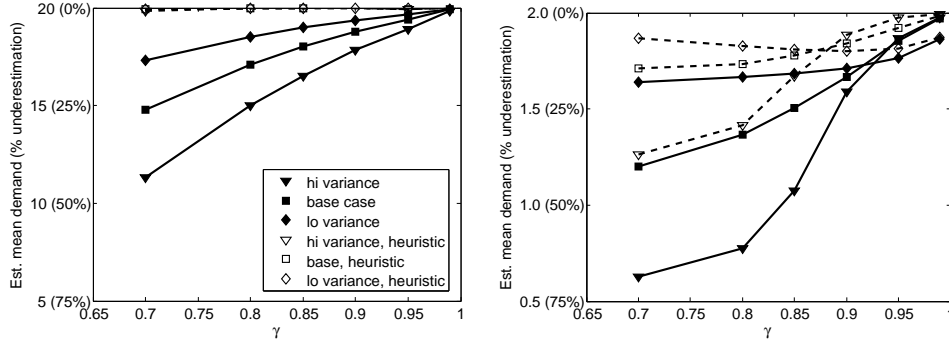 Est. mean demand (% underestimation)
20 (0%)
15 (25%)
10 (50%)
5 (75%)
0.65 0.7 0.75 0.8 0.85 0.9 0.95 1
γ
hi variance
base case
lo variance
hi variance, heuristic
base, heuristic
lo variance, heuristic
Est. mean demand (% underestimation)
2.0 (0%)
1.5 (25%)
1.0 (50%)
0.5 (75%)
0.65 0.7 0.75 0.8 0.85 0.9 0.95 1
γ